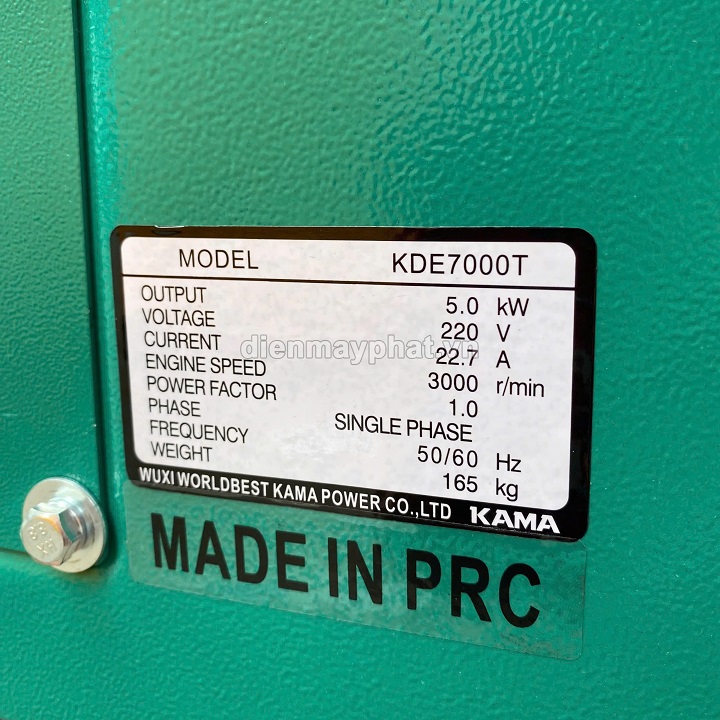 MODEL KDE7000T
OUTPUT 5.0 kW
VOLTAGE 220 V
CURRENT 22.7 A
ENGINE SPEED 3000 r/min
POWER FACTOR 1.0
PHASE SINGLE PHASE
FREQUENCY 50/60 Hz
WEIGHT 165 kg
WUXI WORLDBEST KAMA POWER CO.,LTD KAMA
MADE IN PRC
dienmayphat.vn